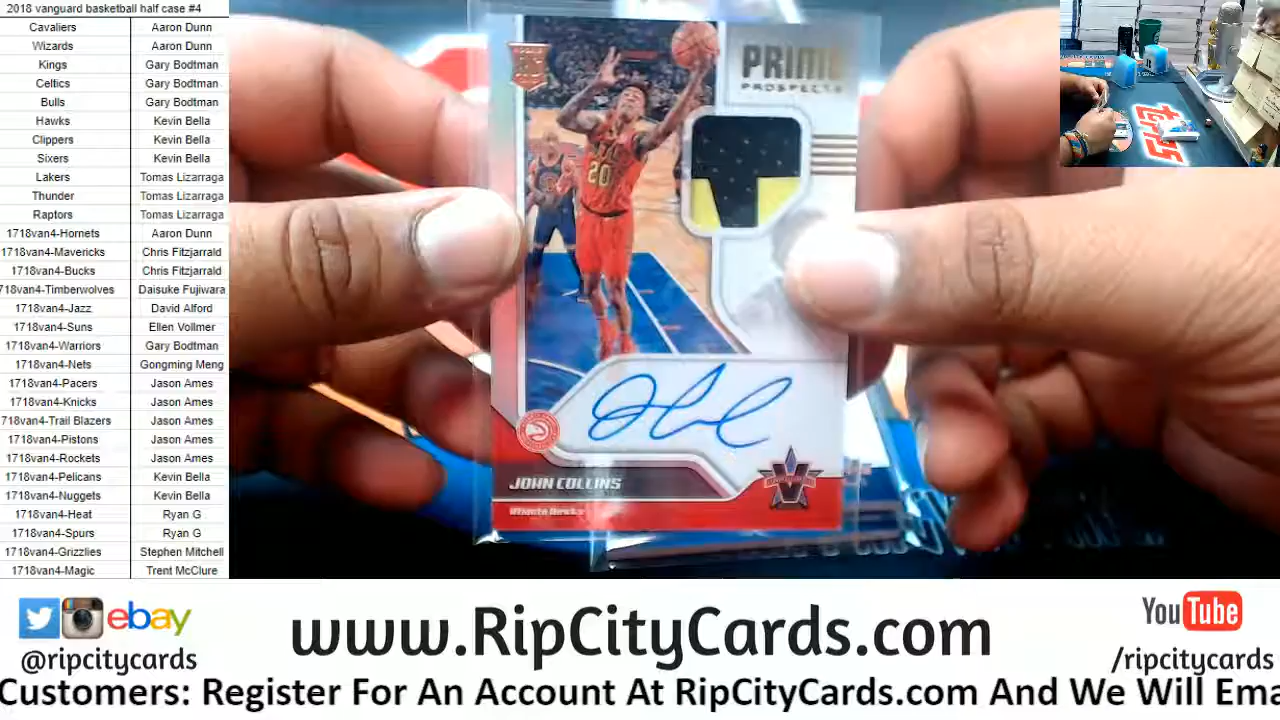 2018 vanguard basketball half case #4
Cavaliers Aaron Dunn
Wizards Aaron Dunn
Kings Gary Bodtman
Celtics Gary Bodtman
Bulls Gary Bodtman
Hawks Kevin Bella
Clippers Kevin Bella
Sixers Kevin Bella
Lakers Tomas Lizarraga
Thunder Tomas Lizarraga
Raptors Tomas Lizarraga
1718van4-Hornets Aaron Dunn
1718van4-Mavericks Chris Fitzjarrald
1718van4-Bucks Chris Fitzjarrald
1718van4-Timberwolves Daisuke Fujiwara
1718van4-Jazz David Alford
1718van4-Suns Ellen Vollmer
1718van4-Warriors Gary Bodtman
1718van4-Nets Gongming Meng
1718van4-Pacers Jason Ames
1718van4-Knicks Jason Ames
1718van4-Trail Blazers Jason Ames
1718van4-Pistons Jason Ames
1718van4-Rockets Jason Ames
1718van4-Pelicans Kevin Bella
1718van4-Nuggets Kevin Bella
1718van4-Heat Ryan G
1718van4-Spurs Ryan G
1718van4-Grizzlies Stephen Mitchell
1718van4-Magic Trent McClure
PRIME
PROSPECTS
20
JOHN COLLINS
Atlanta Hawks
V
ebay
@ripcitycards
www.RipCityCards.com
YouTube
/ripcitycards
Customers: Register For An Account At RipCityCards.com And We Will Ema